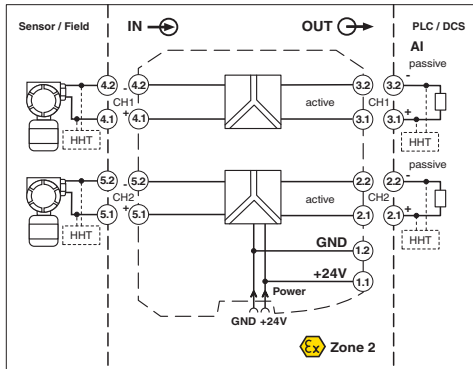 Sensor / Field IN OUT PLC / DCS
AI
passive
4.2 - 4.2 3.2 3.2 -
CH1 active CH1
4.1 + 4.1 3.1 3.1 +
HHT HHT
passive
5.2 - 5.2 2.2 2.2 -
CH2 active CH2
5.1 + 5.1 2.1 2.1 +
HHT HHT
GND 1.2
+24V 1.1
Power
GND +24V
Ex Zone 2